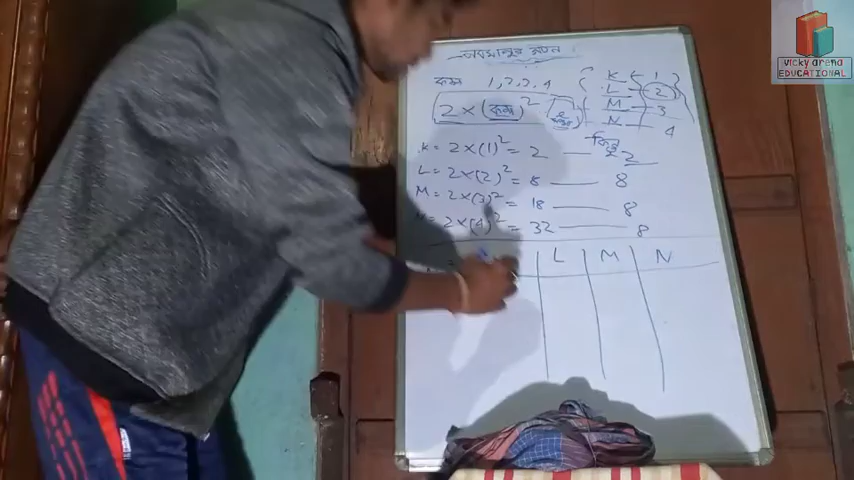 কক্ষ 1, 2, 3, 4
K 1
L 2
M 3
N 4
2 × (কক্ষ)²
কিন্তু
K = 2×(1)² = 2 — 2
L = 2×(2)² = 8 — 8
M = 2×(3)² = 18 — 8
2×(4)² = 32 — 8
L M N
vicky arena
EDUCATIONAL